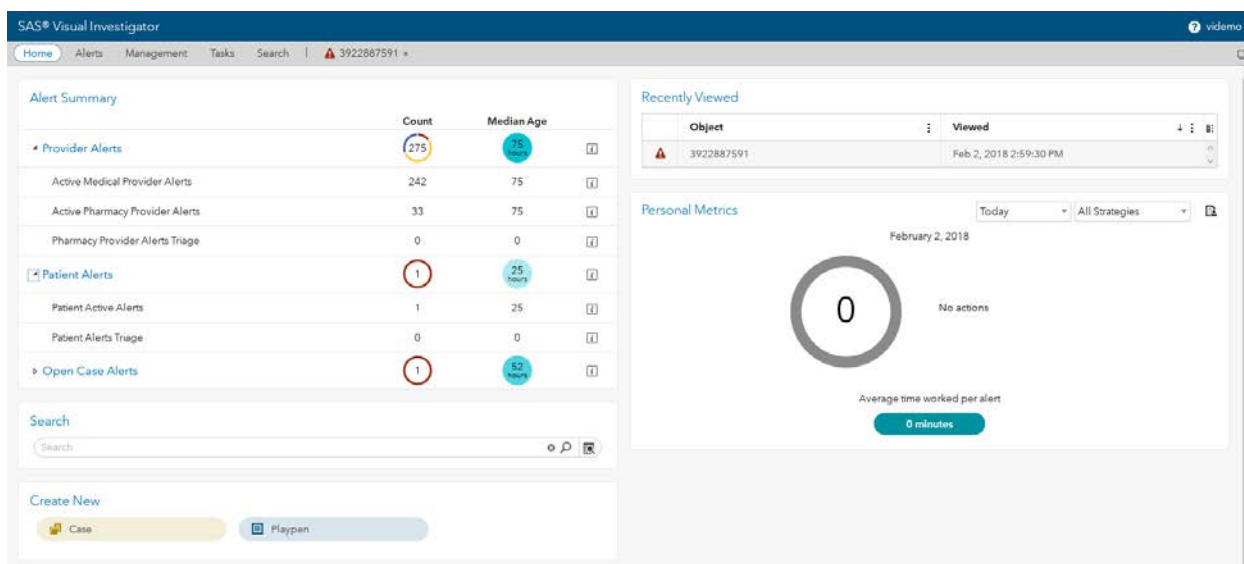 SAS® Visual Investigator
videmo
Home Alerts Management Tasks Search 3922887591
Alert Summary
Count Median Age
Provider Alerts 275 75 hours
Active Medical Provider Alerts 242 75
Active Pharmacy Provider Alerts 33 75
Pharmacy Provider Alerts Triage 0 0
Patient Alerts 1 25 hours
Patient Active Alerts 1 25
Patient Alerts Triage 0 0
Open Case Alerts 1 52 hours
Search
Search
Create New
Case Playpen
Recently Viewed
Object Viewed
3922887591 Feb 2, 2018 2:59:30 PM
Personal Metrics Today All Strategies
February 2, 2018
0 No actions
Average time worked per alert
0 minutes